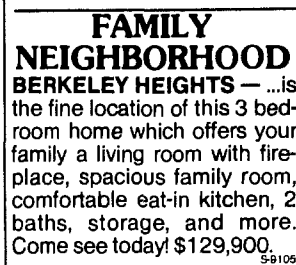 FAMILY
NEIGHBORHOOD
BERKELEY HEIGHTS — ...is
the fine location of this 3 bed-
room home which offers your
family a living room with fire-
place, spacious family room,
comfortable eat-in kitchen, 2
baths, storage, and more.
Come see today! $129,900.
S-9105